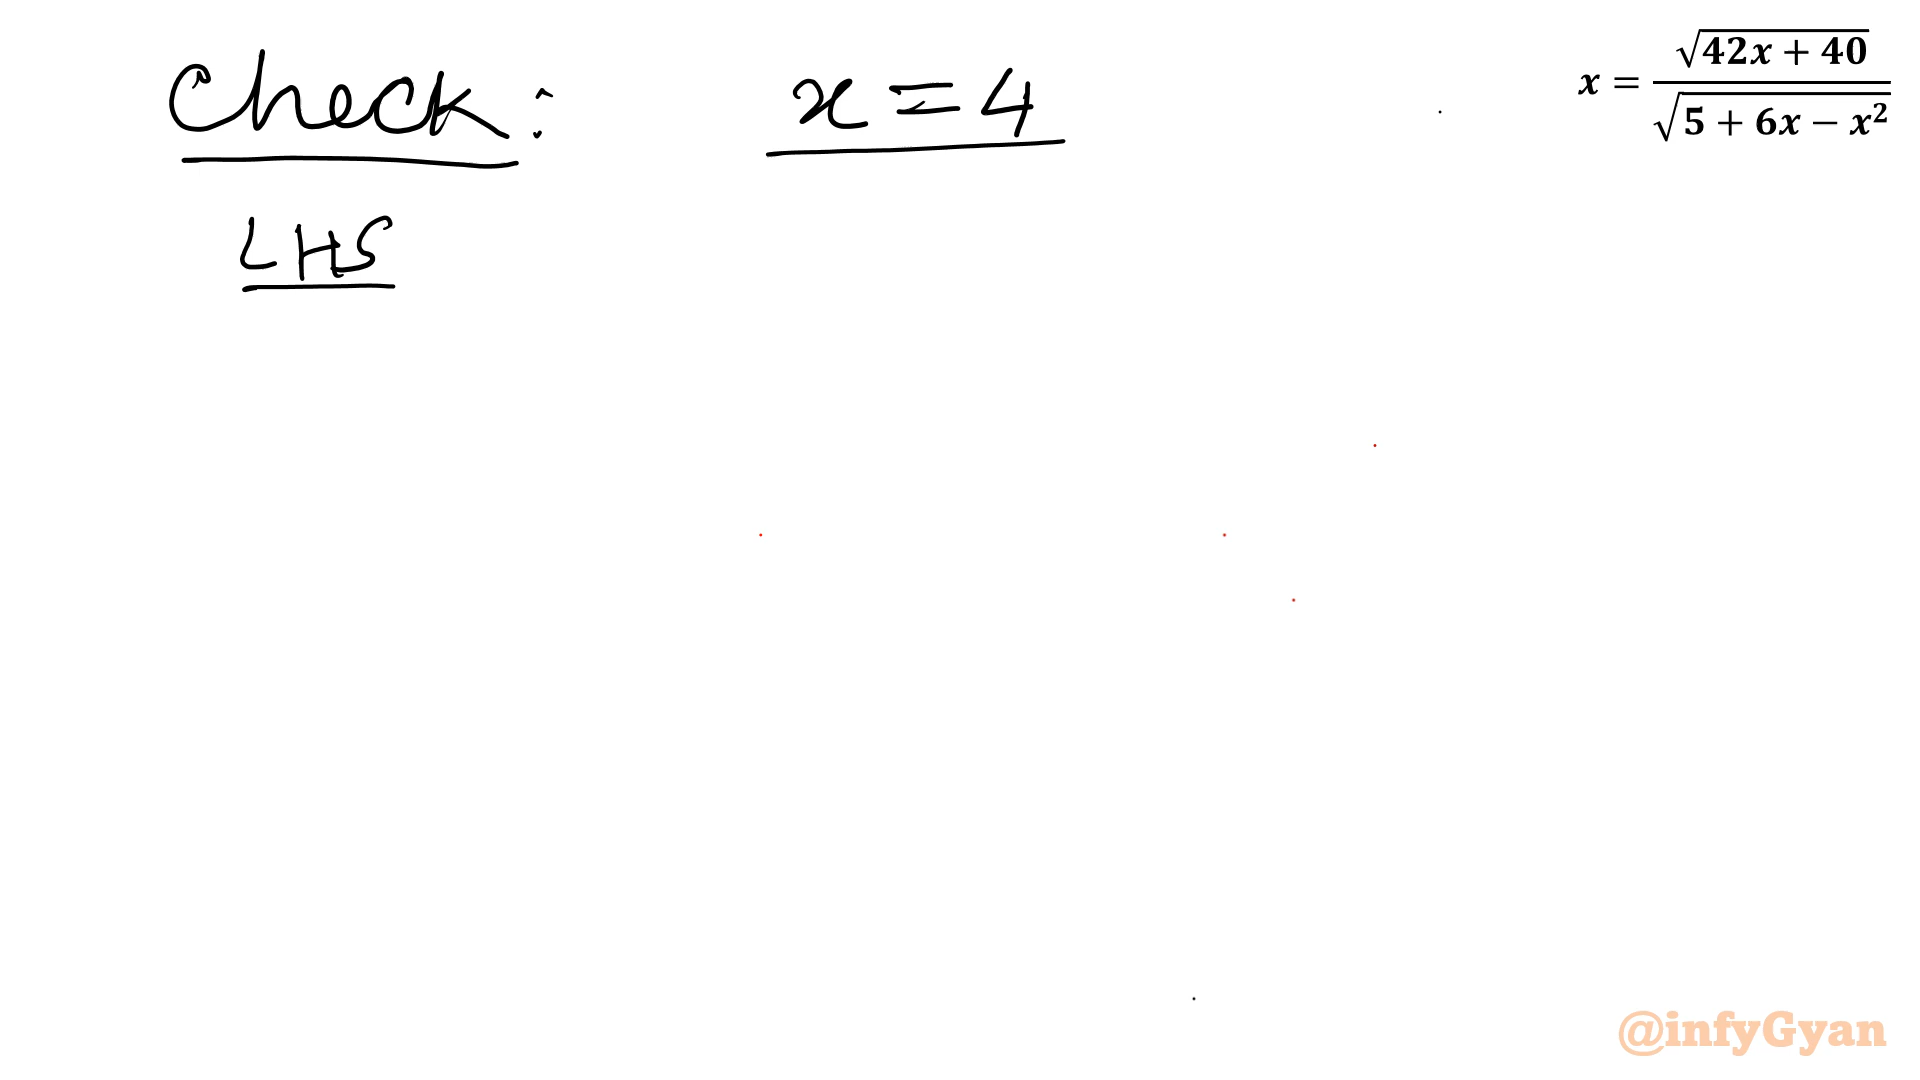 Check: x = 4
x = √(42x + 40) / √(5 + 6x − x²)
LHS
@infyGyan